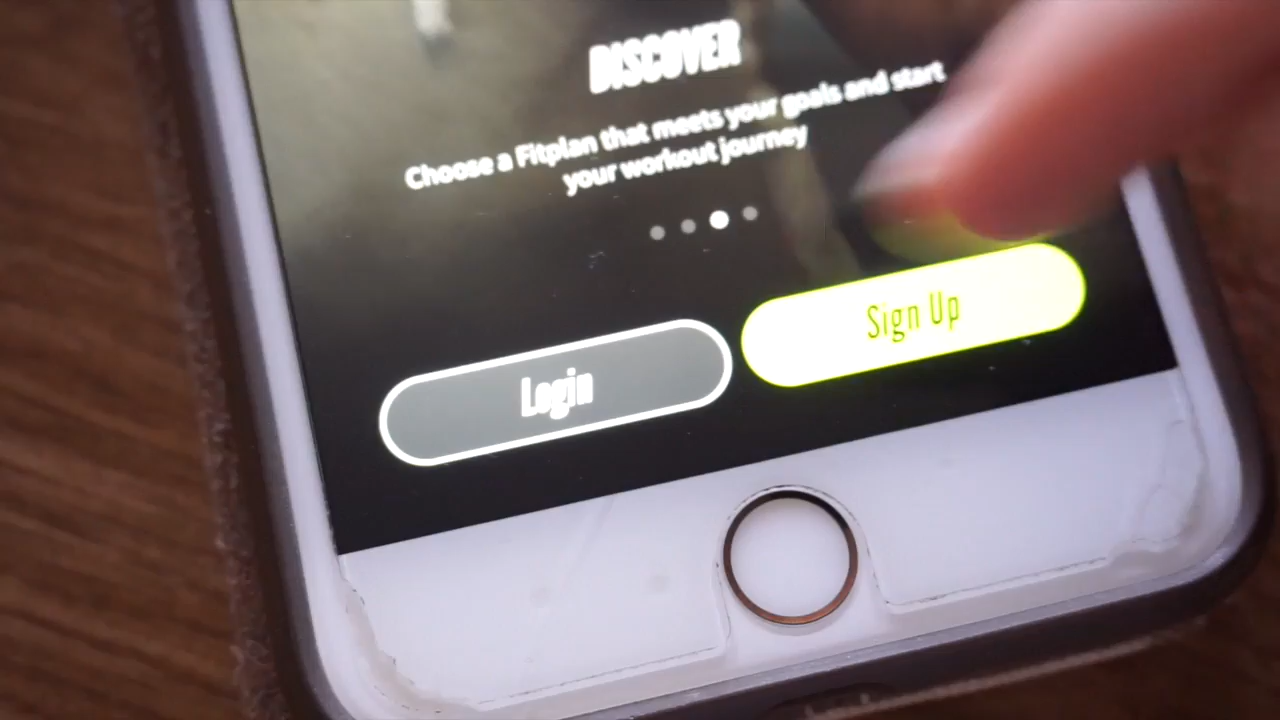 DISCOVER
Choose a Fitplan that meets your goals and start
your workout journey
Login
Sign Up